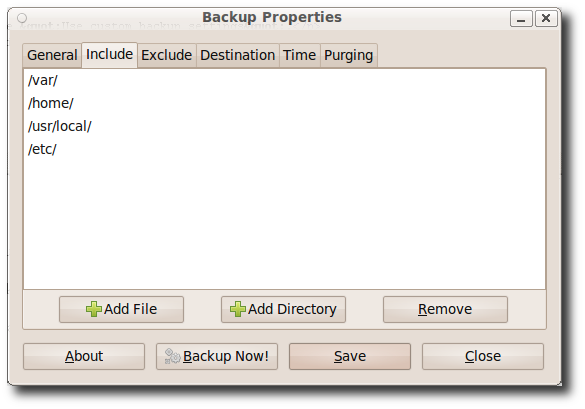 Backup Properties
General Include Exclude Destination Time Purging
/var/
/home/
/usr/local/
/etc/
Add File Add Directory Remove
About Backup Now! Save Close